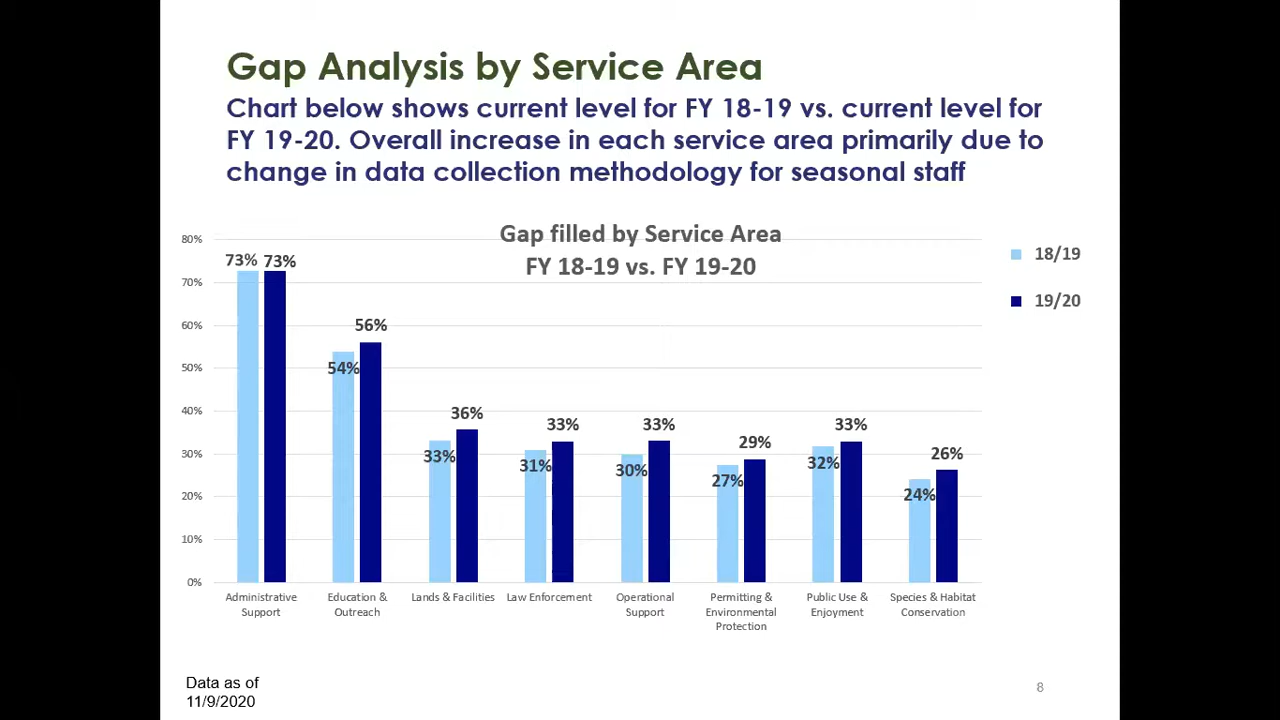 Gap Analysis by Service Area
Chart below shows current level for FY 18-19 vs. current level for
FY 19-20. Overall increase in each service area primarily due to
change in data collection methodology for seasonal staff
Gap filled by Service Area
FY 18-19 vs. FY 19-20
18/19
19/20
80%
70%
60%
50%
40%
30%
20%
10%
0%
73% 73%
54% 56%
33% 36%
31% 33%
30% 33%
27% 29%
32% 33%
24% 26%
Administrative
Support
Education &
Outreach
Lands & Facilities
Law Enforcement
Operational
Support
Permitting &
Environmental
Protection
Public Use &
Enjoyment
Species & Habitat
Conservation
Data as of
11/9/2020
8